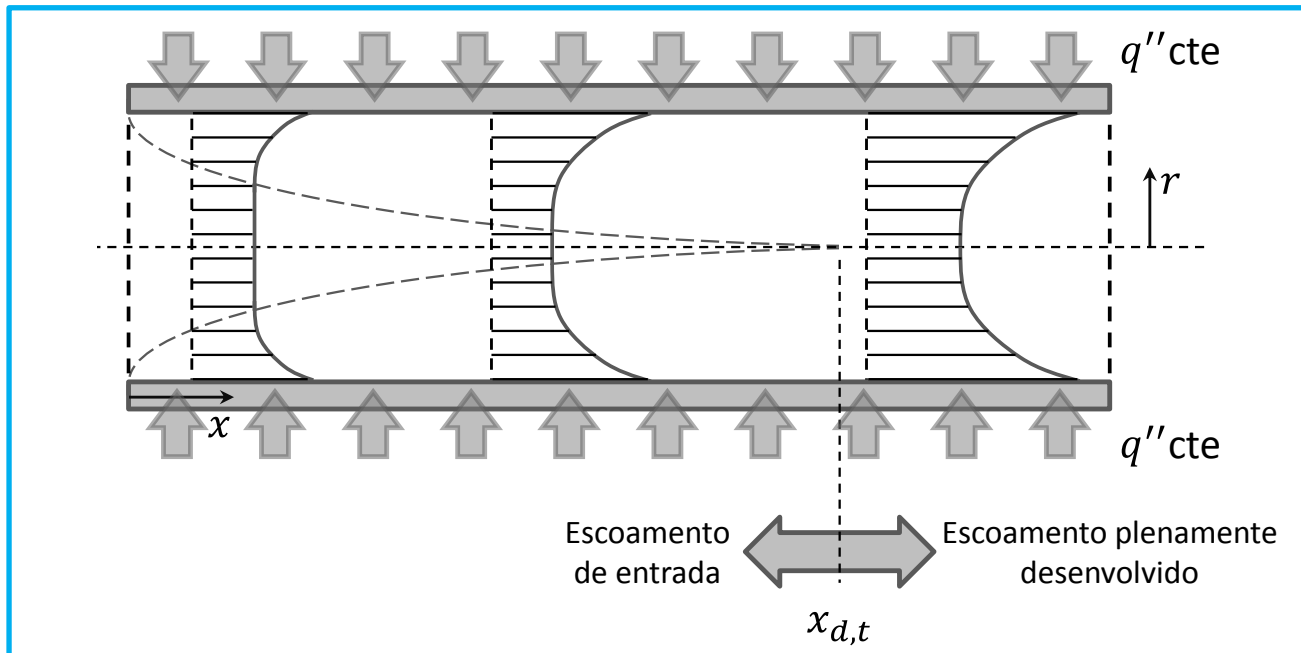 q′′cte
r
x
q′′cte
Escoamento
de entrada
Escoamento plenamente
desenvolvido
x_{d,t}